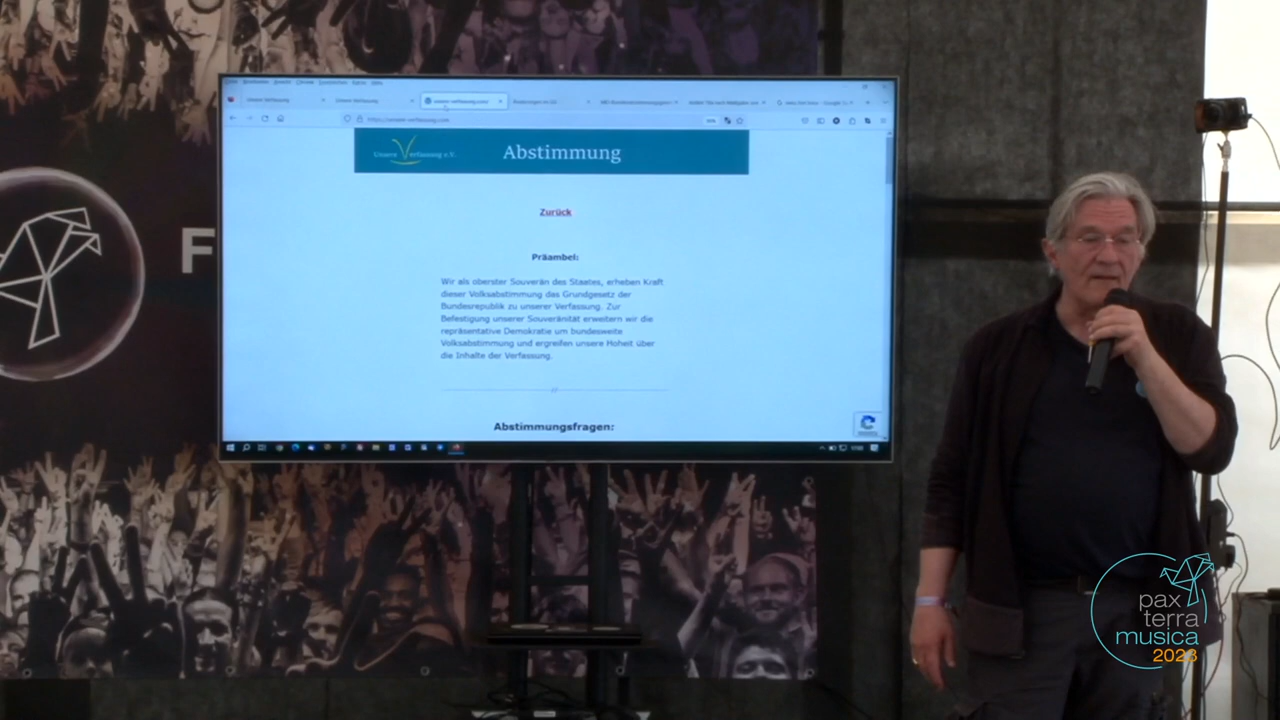 Unsere Verfassung e.V.
Abstimmung
Zurück
Präambel:
Wir als oberster Souverän des Staates, erheben Kraft
dieser Volksabstimmung das Grundgesetz der
Bundesrepublik zu unserer Verfassung. Zur
Befestigung unserer Souveränität erweitern wir die
repräsentative Demokratie um bundesweite
Volksabstimmung und ergreifen unsere Hoheit über
die Inhalte der Verfassung.
Abstimmungsfragen:
F
pax
terra
musica
2023